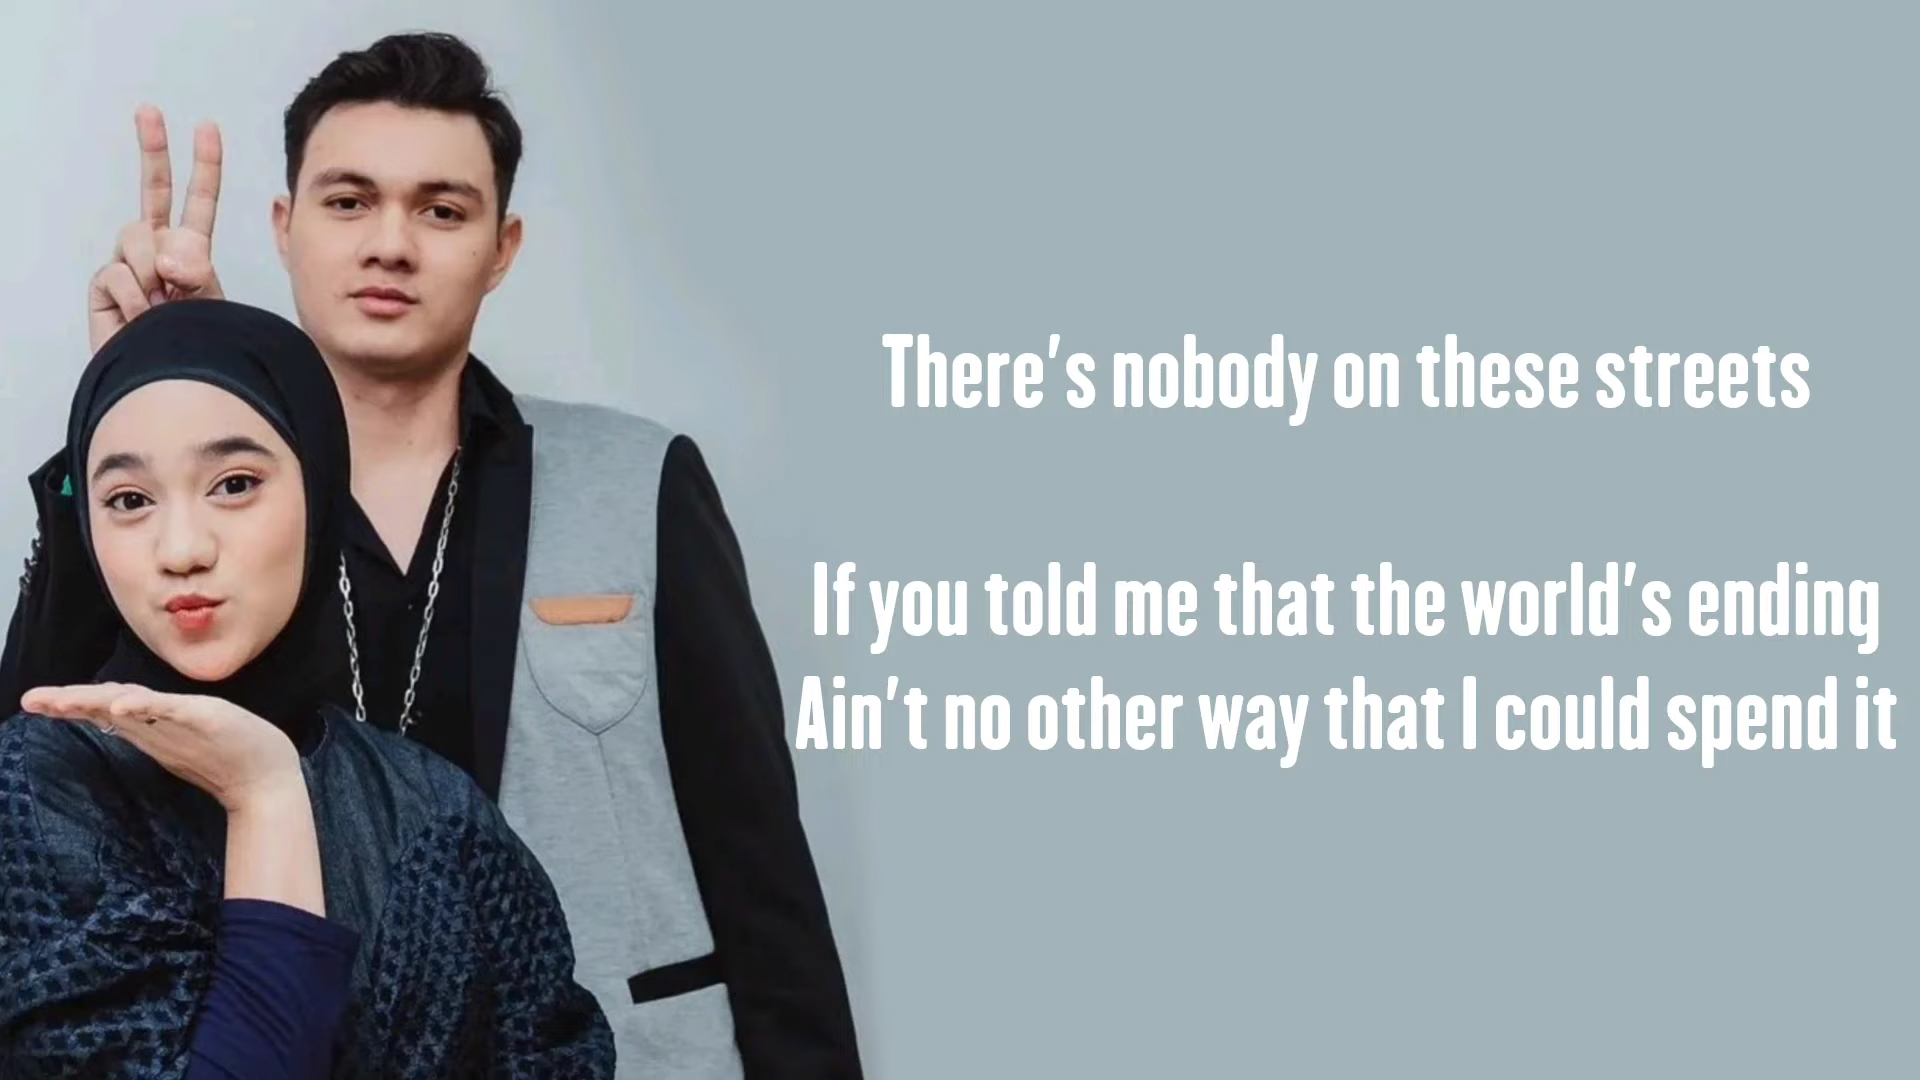 There's nobody on these streets
If you told me that the world's ending
Ain't no other way that I could spend it